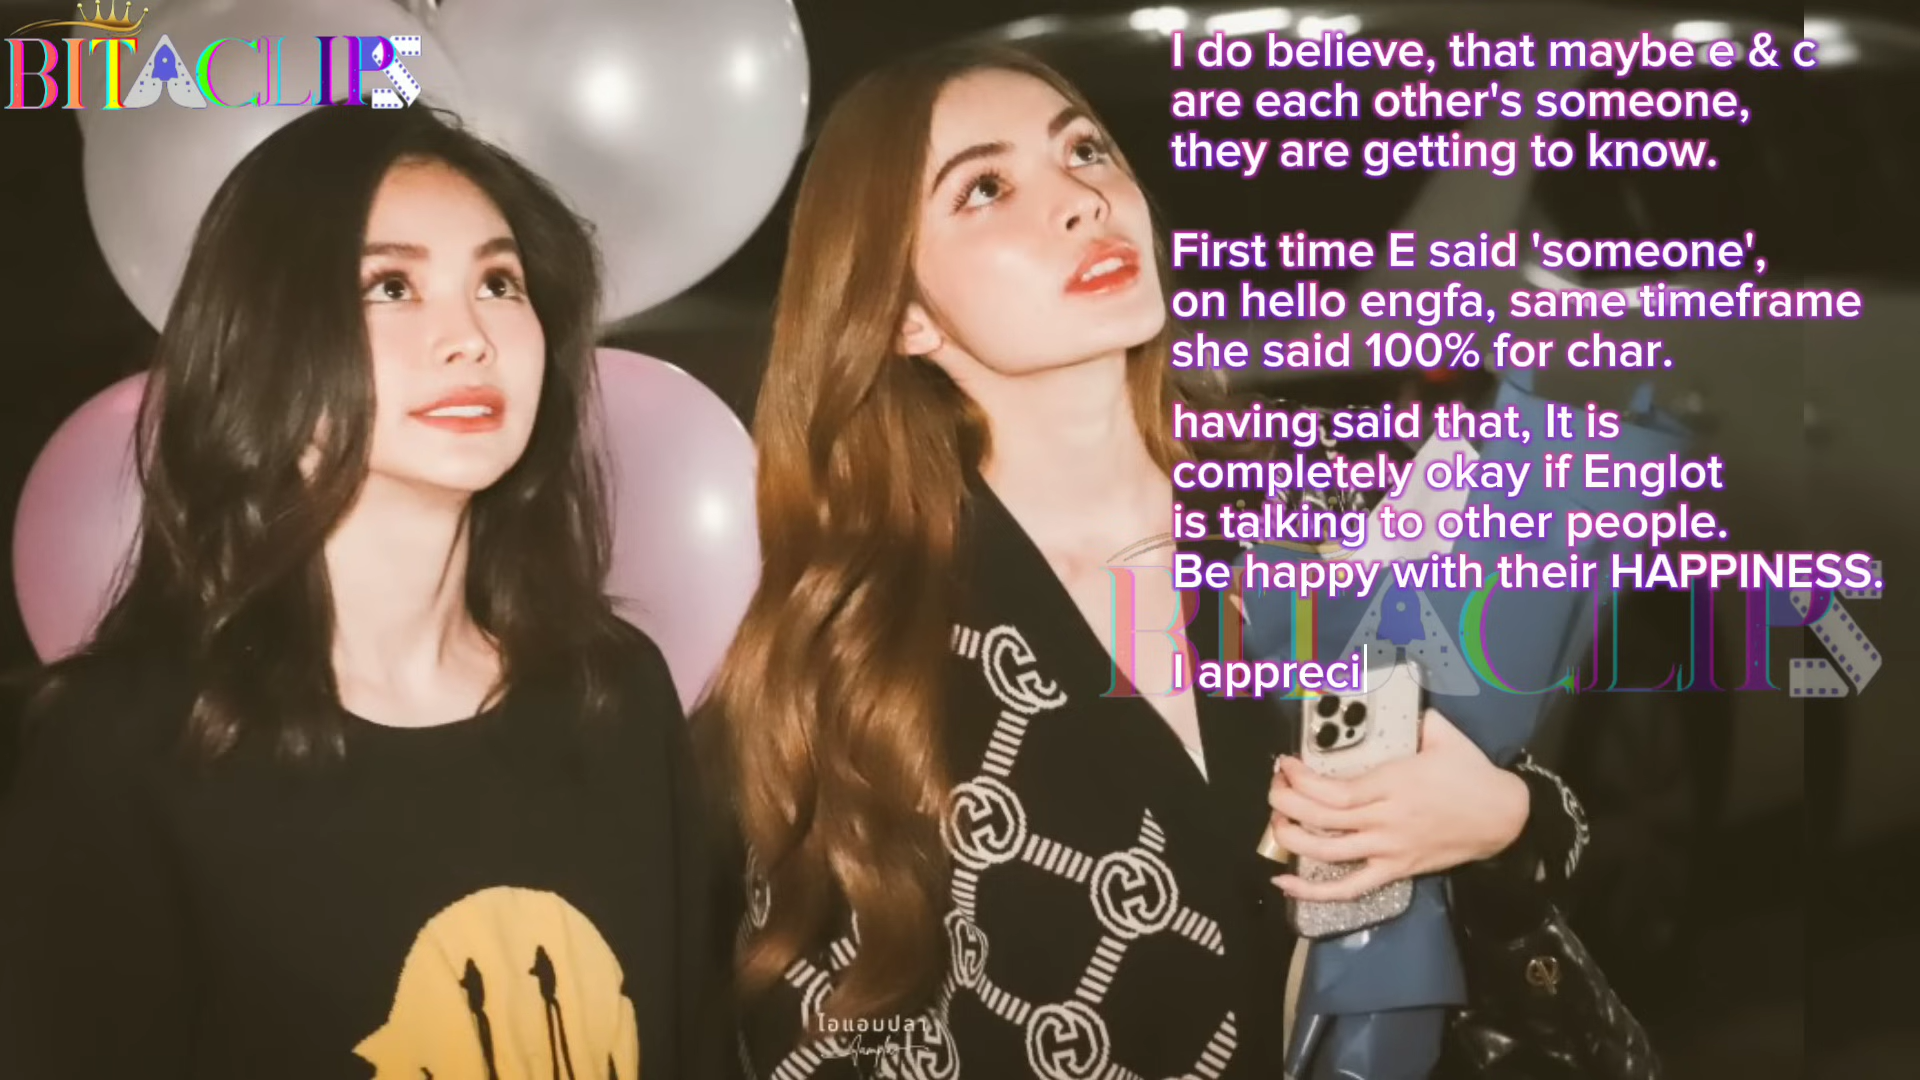 BITACLIPS
I do believe, that maybe e & c
are each other's someone,
they are getting to know.
First time E said 'someone',
on hello engfa, same timeframe
she said 100% for char.
having said that, It is
completely okay if Englot
is talking to other people.
Be happy with their HAPPINESS.
BITACLIPS
I appreci
ไอแอมปลา